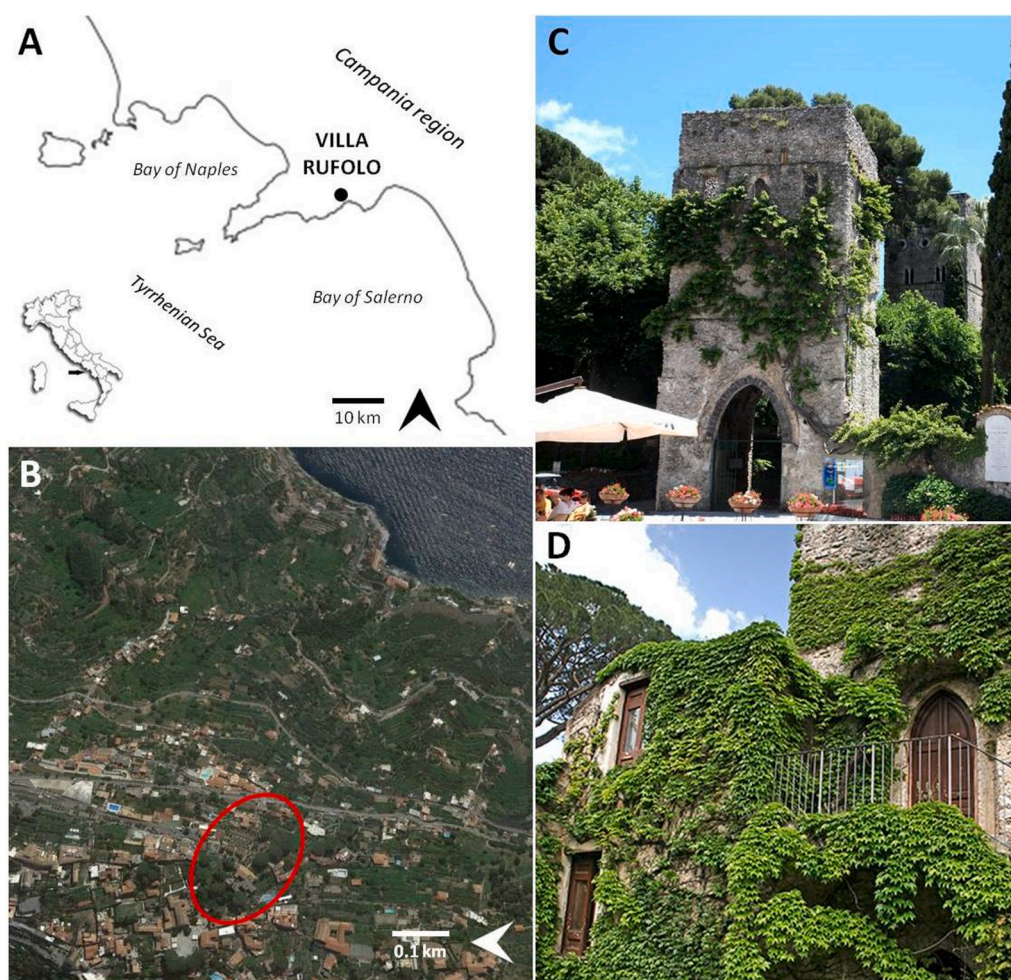 A
Campania region
VILLA
RUFOLO
Bay of Naples
Tyrrhenian Sea
Bay of Salerno
10 km
B
0.1 km
C
D